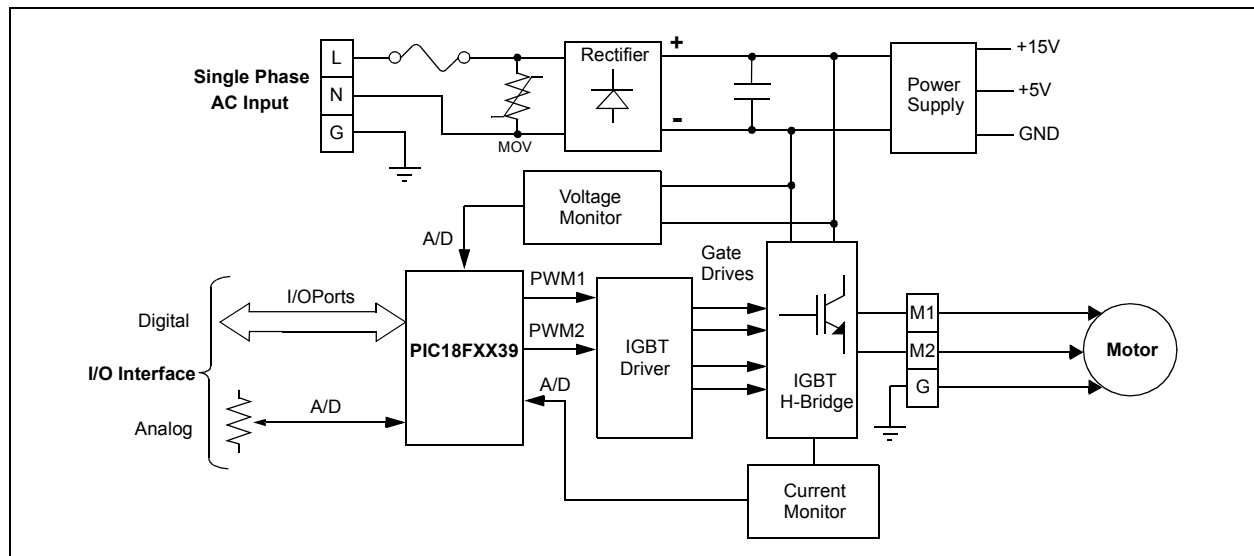 Single Phase
AC Input
L
N
G
MOV
Rectifier
+
-
Power
Supply
+15V
+5V
GND
Voltage
Monitor
A/D
Gate
Drives
I/OPorts
Digital
I/O Interface
Analog
A/D
PIC18FXX39
PWM1
PWM2
A/D
IGBT
Driver
IGBT
H-Bridge
M1
M2
G
Motor
Current
Monitor